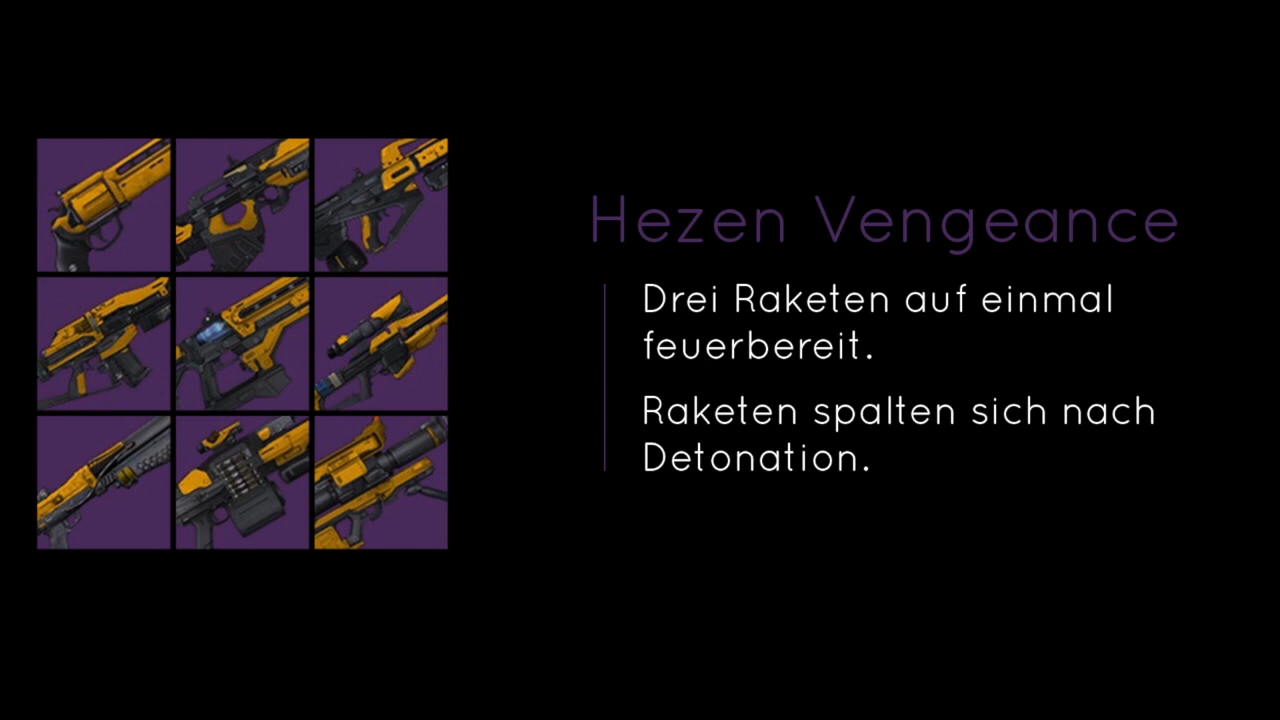 Hezen Vengeance
Drei Raketen auf einmal
feuerbereit.
Raketen spalten sich nach
Detonation.